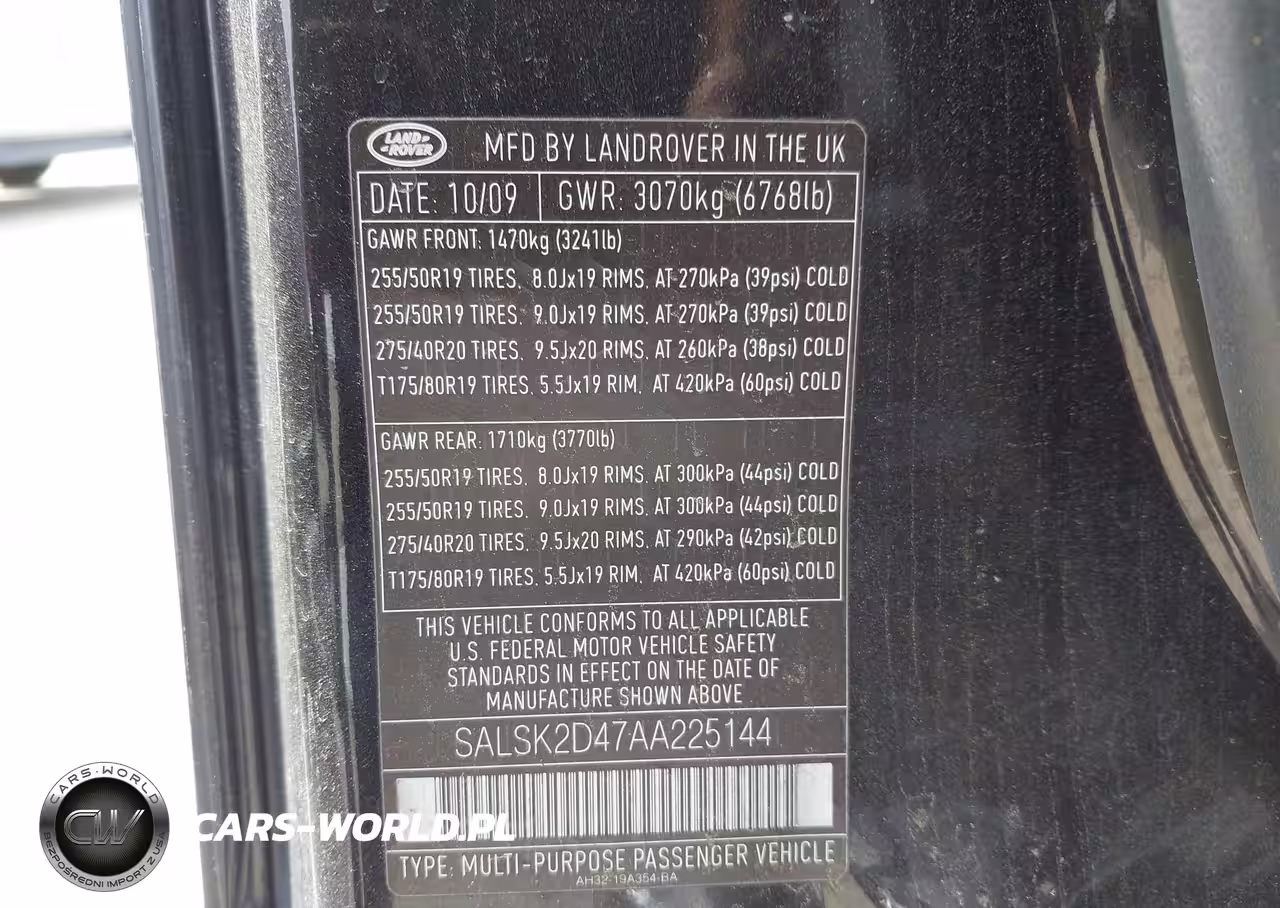 LAND-
-ROVER
MFD BY LANDROVER IN THE UK
DATE: 10/09 GWR: 3070kg (6768lb)
GAWR FRONT: 1470kg (3241lb)
255/50R19 TIRES, 8.0Jx19 RIMS, AT 270kPa (39psi) COLD
255/50R19 TIRES, 9.0Jx19 RIMS, AT 270kPa (39psi) COLD
275/40R20 TIRES, 9.5Jx20 RIMS, AT 260kPa (38psi) COLD
T175/80R19 TIRES, 5.5Jx19 RIM, AT 420kPa (60psi) COLD
GAWR REAR: 1710kg (3770lb)
255/50R19 TIRES, 8.0Jx19 RIMS, AT 300kPa (44psi) COLD
255/50R19 TIRES, 9.0Jx19 RIMS, AT 300kPa (44psi) COLD
275/40R20 TIRES, 9.5Jx20 RIMS, AT 290kPa (42psi) COLD
T175/80R19 TIRES, 5.5Jx19 RIM, AT 420kPa (60psi) COLD
THIS VEHICLE CONFORMS TO ALL APPLICABLE
U.S. FEDERAL MOTOR VEHICLE SAFETY
STANDARDS IN EFFECT ON THE DATE OF
MANUFACTURE SHOWN ABOVE
SALSK2D47AA225144
TYPE: MULTI-PURPOSE PASSENGER VEHICLE
AH32-19A354-BA
CARS-WORLD
CW
BEZPOŚREDNI IMPORT Z USA
CARS-WORLD.PL